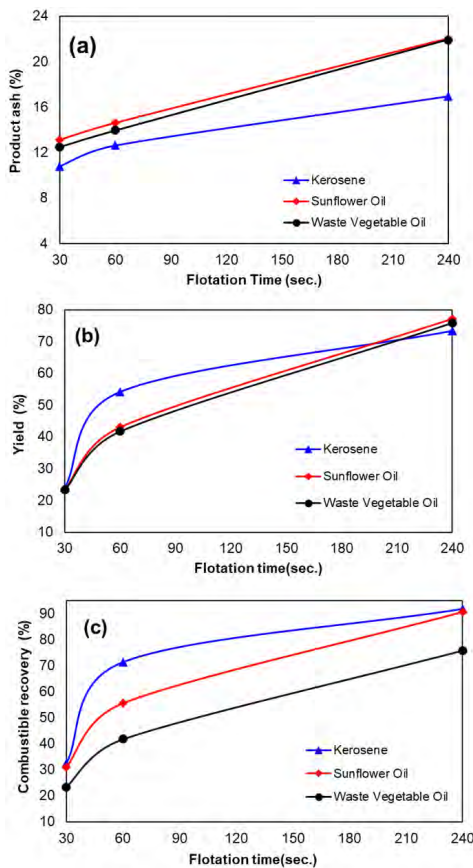 (a)
Product ash (%)
24
20
16
12
8
4
Kerosene
Sunflower Oil
Waste Vegetable Oil
30 60 90 120 150 180 210 240
Flotation Time (sec.)
(b)
Yield (%)
80
70
60
50
40
30
20
10
Kerosene
Sunflower Oil
Waste Vegetable Oil
30 60 90 120 150 180 210 240
Flotation time(sec.)
(c)
Combustible recovery (%)
90
80
70
60
50
40
30
20
10
Kerosene
Sunflower Oil
Waste Vegetable Oil
30 60 90 120 150 180 210 240
Flotation time(sec.)